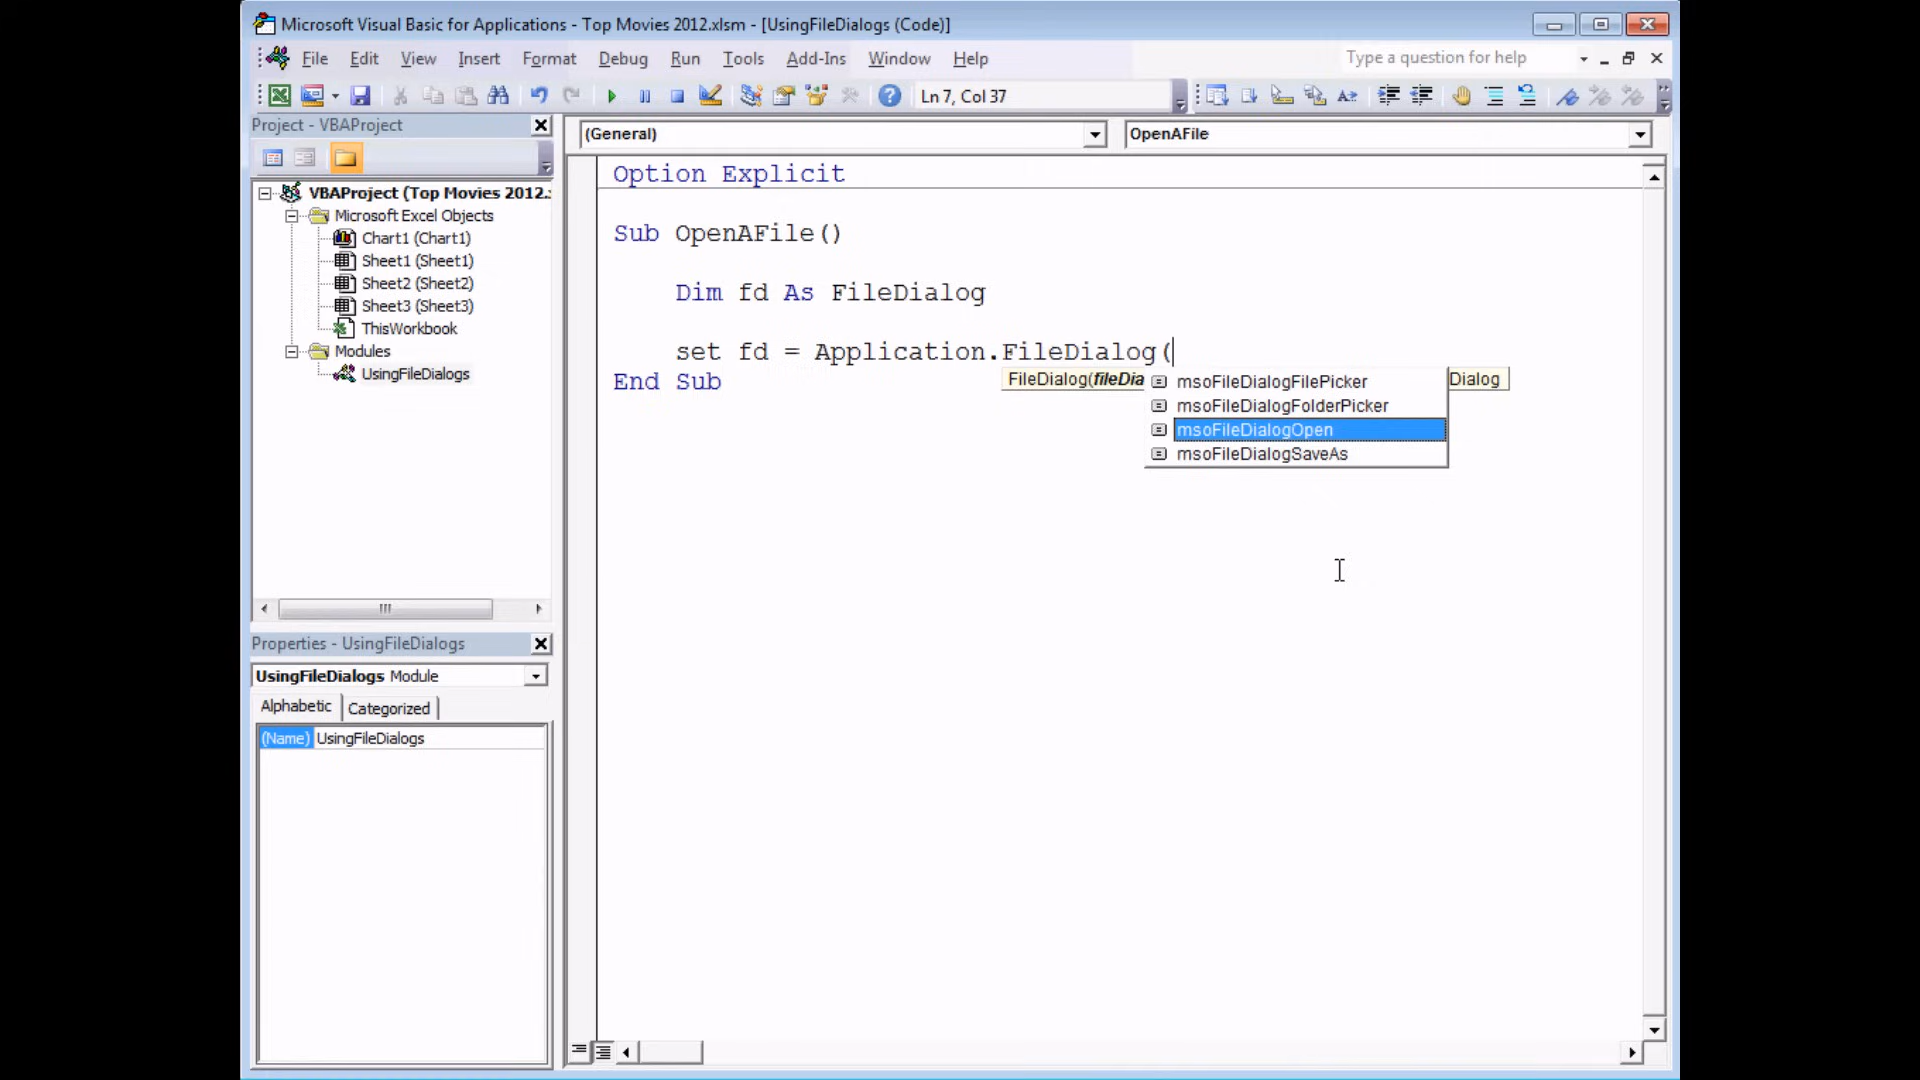 Microsoft Visual Basic for Applications - Top Movies 2012.xlsm - [UsingFileDialogs (Code)]
File Edit View Insert Format Debug Run Tools Add-Ins Window Help
Type a question for help
Ln 7, Col 37
Project - VBAProject
(General)
OpenAFile
VBAProject (Top Movies 2012.
Microsoft Excel Objects
Chart1 (Chart1)
Sheet1 (Sheet1)
Sheet2 (Sheet2)
Sheet3 (Sheet3)
ThisWorkbook
Modules
UsingFileDialogs
Option Explicit
Sub OpenAFile()
Dim fd As FileDialog
set fd = Application.FileDialog(
End Sub
FileDialog(fileDia
Dialog
msoFileDialogFilePicker
msoFileDialogFolderPicker
msoFileDialogOpen
msoFileDialogSaveAs
Properties - UsingFileDialogs
UsingFileDialogs Module
Alphabetic
Categorized
(Name) UsingFileDialogs